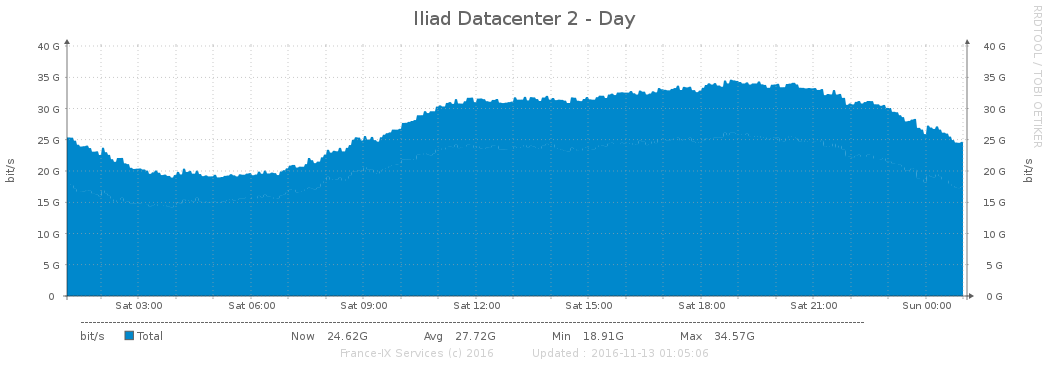 Iliad Datacenter 2 - Day
RRDTOOL / TOBI OETIKER
bit/s
40 G
35 G
30 G
25 G
20 G
15 G
10 G
5 G
0
40 G
35 G
30 G
25 G
20 G
15 G
10 G
5 G
0 G
bit/s
Sat 03:00 Sat 06:00 Sat 09:00 Sat 12:00 Sat 15:00 Sat 18:00 Sat 21:00 Sun 00:00
bit/s Total Now 24.62G Avg 27.72G Min 18.91G Max 34.57G
France-IX Services (c) 2016 Updated : 2016-11-13 01:05:06